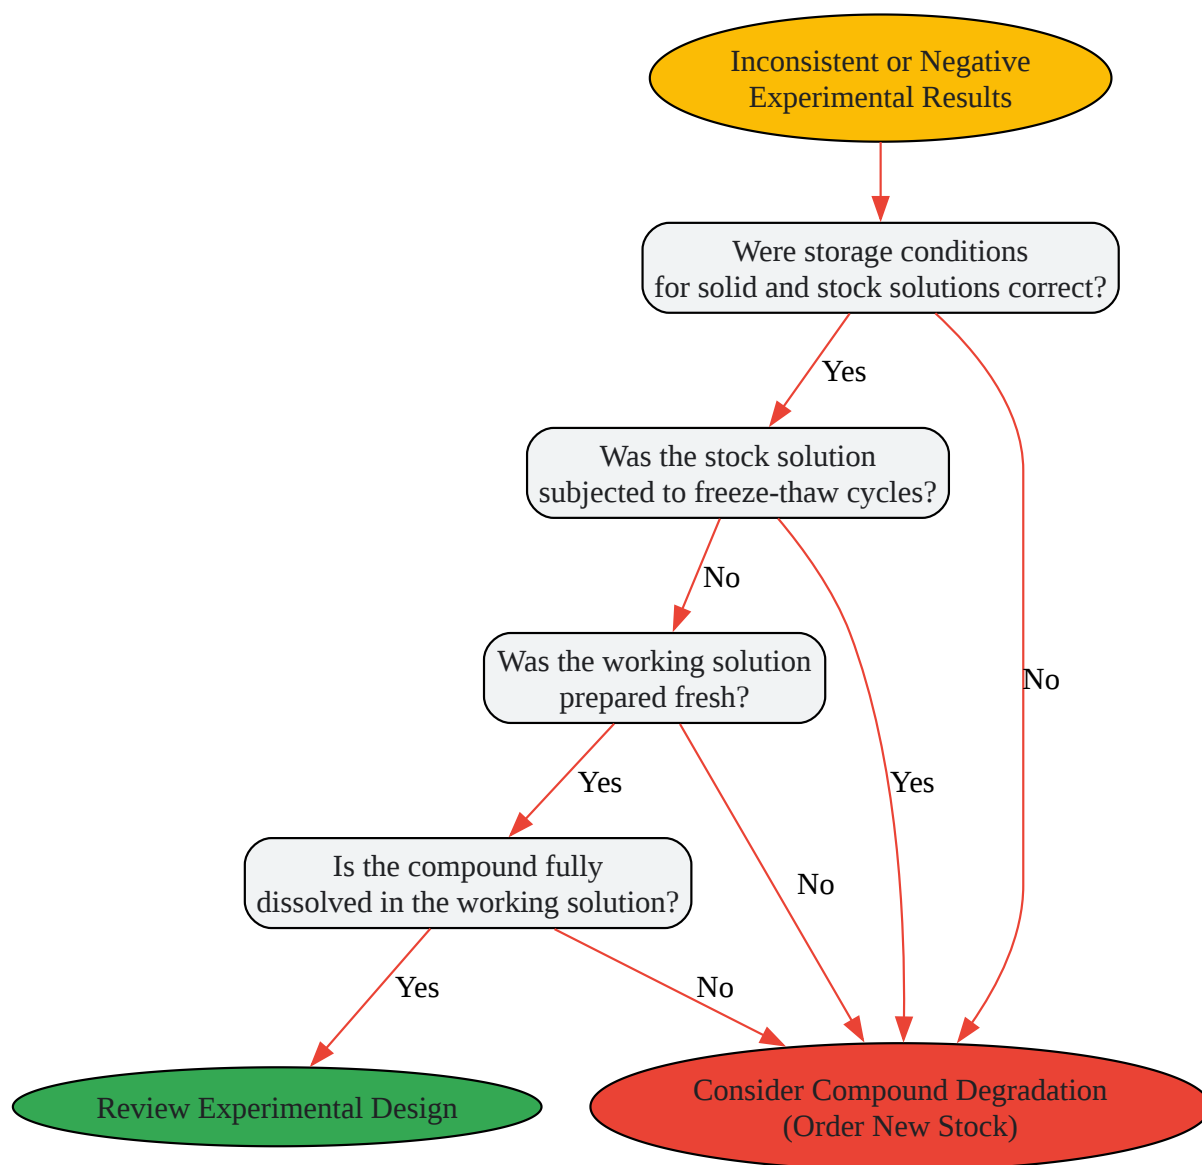 Inconsistent or Negative
Experimental Results
Were storage conditions
for solid and stock solutions correct?
Yes
Was the stock solution
subjected to freeze-thaw cycles?
No
Was the working solution
prepared fresh?
No
Yes
Yes
Is the compound fully
dissolved in the working solution?
No
Yes
No
Review Experimental Design
Consider Compound Degradation
(Order New Stock)